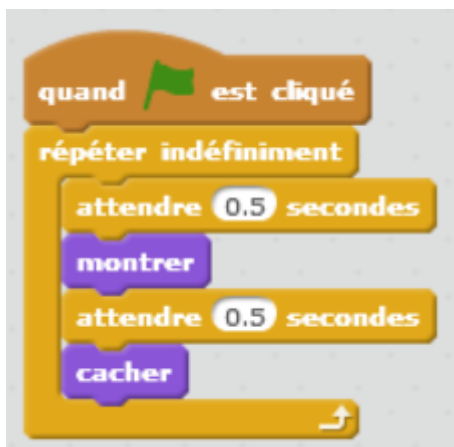 quand est cliqué
répéter indéfiniment
attendre 0.5 secondes
montrer
attendre 0.5 secondes
cacher